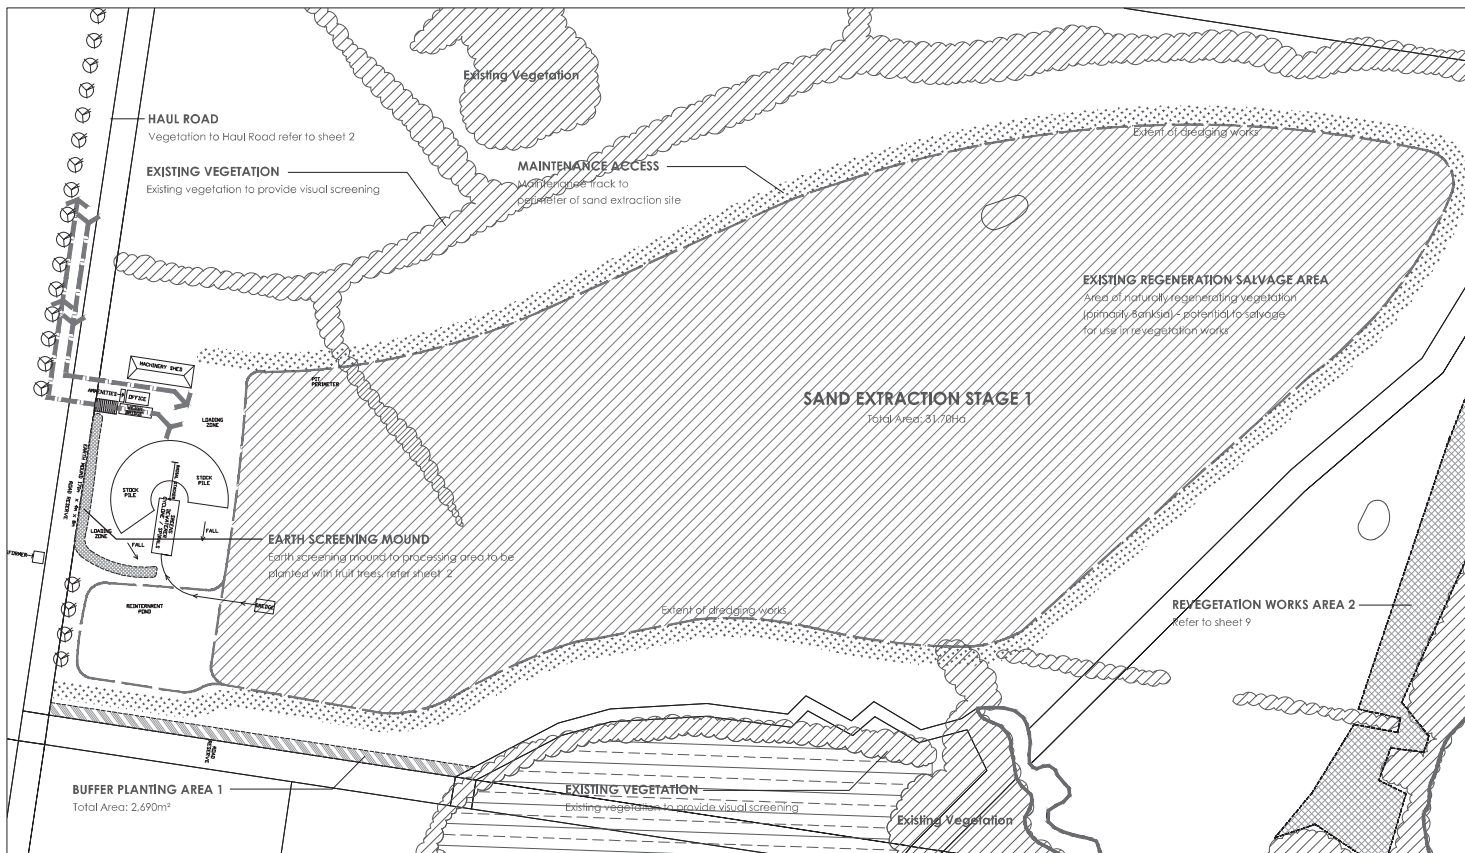 Existing Vegetation
HAUL ROAD
Vegetation to Haul Road refer to sheet 2
Extent of dredging works
EXISTING VEGETATION
Existing vegetation to provide visual screening
MAINTENANCE ACCESS
Maintenance track to
perimeter of sand extraction site
EXISTING REGENERATION SALVAGE AREA
Area of naturally regenerating vegetation
(primarily Banksia) - potential to salvage
for use in revegetation works
MACHINERY SHED
PIT
PERIMETER
OFFICE
LOADING
ZONE
SAND EXTRACTION STAGE 1
Total Area: 31.70Ha
STOCK
PILE
STOCK
PILE
ROAD RESERVE
LOADING
ZONE
FALL
FALL
EARTH SCREENING MOUND
Earth screening mound to processing area to be
planted with fruit trees, refer sheet 2
REINTERNMENT
POND
DREDGE
Extent of dredging works
REVEGETATION WORKS AREA 2
Refer to sheet 9
ROAD
RESERVE
BUFFER PLANTING AREA 1
Total Area: 2,690m²
EXISTING VEGETATION
Existing vegetation to provide visual screening
Existing Vegetation